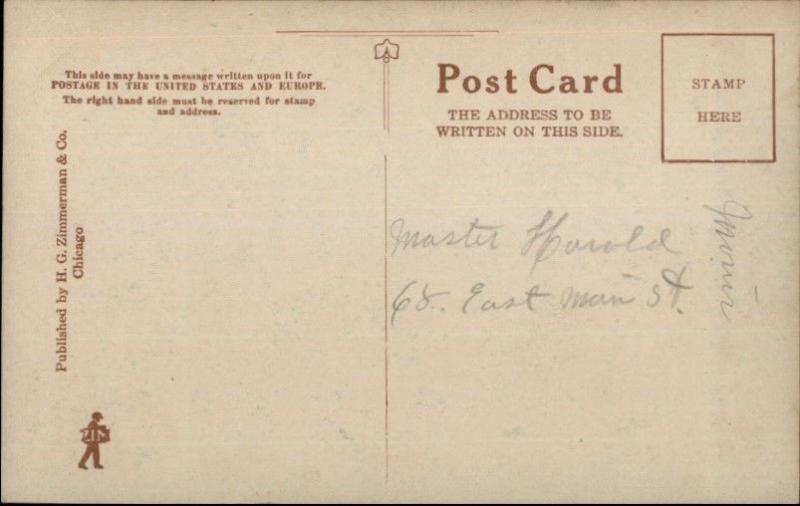 This side may have a message written upon it for
POSTAGE IN THE UNITED STATES AND EUROPE.
The right hand side must be reserved for stamp
and address.
Post Card
THE ADDRESS TO BE
WRITTEN ON THIS SIDE.
STAMP
HERE
Published by H. G. Zimmerman & Co.
Chicago
Master Harold
68. East Main St.
ZIM